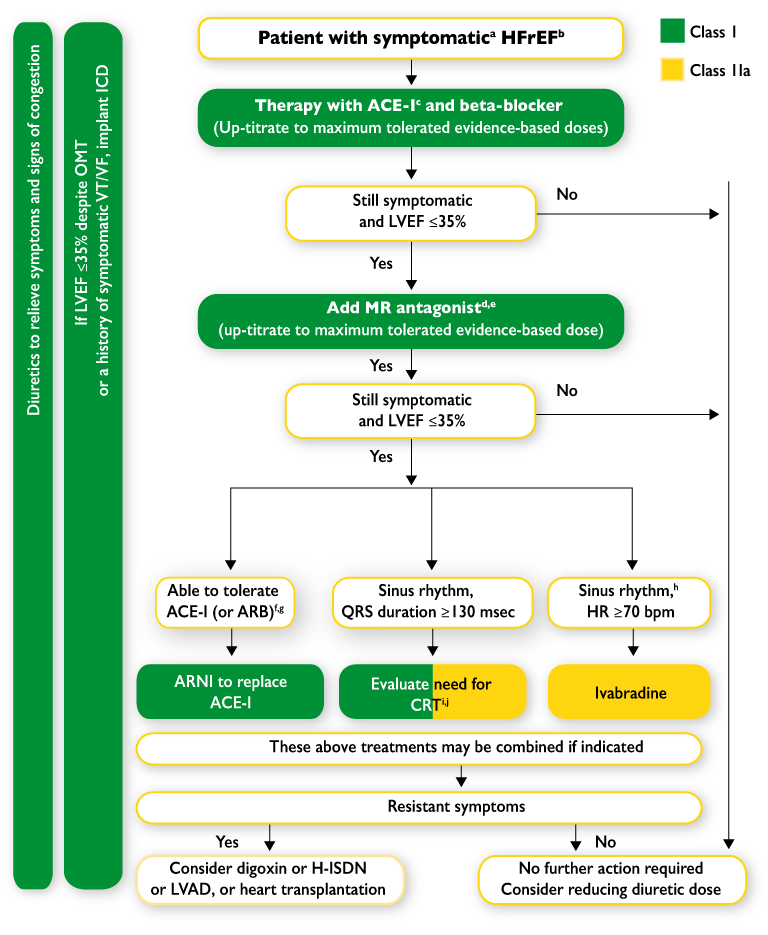 Diuretics to relieve symptoms and signs of congestion
If LVEF ≤35% despite OMT
or a history of symptomatic VT/VF, implant ICD
Patient with symptomaticᵃ HFrEFᵇ
Class I
Class IIa
Therapy with ACE-Iᶜ and beta-blocker
(Up-titrate to maximum tolerated evidence-based doses)
Still symptomatic
and LVEF ≤35%
No
Yes
Add MR antagonistᵈ,ᵉ
(up-titrate to maximum tolerated evidence-based dose)
Yes
Still symptomatic
and LVEF ≤35%
No
Yes
Able to tolerate
ACE-I (or ARB)ᶠ,ᵍ
Sinus rhythm,
QRS duration ≥130 msec
Sinus rhythm,ʰ
HR ≥70 bpm
ARNI to replace
ACE-I
Evaluate need for
CRTⁱ,ʲ
Ivabradine
These above treatments may be combined if indicated
Resistant symptoms
Yes
No
Consider digoxin or H-ISDN
or LVAD, or heart transplantation
No further action required
Consider reducing diuretic dose